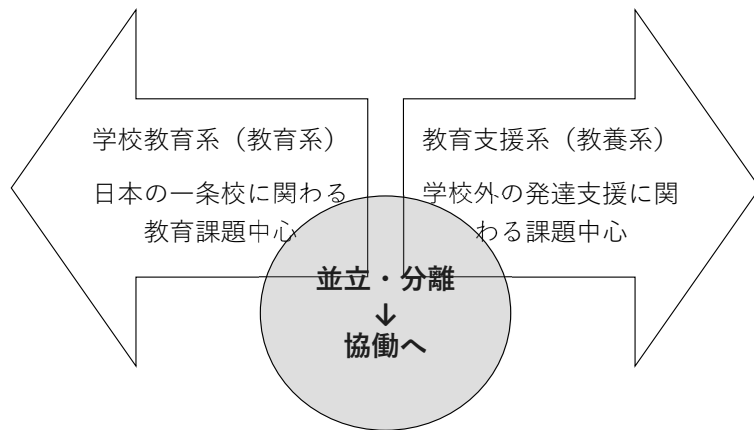 学校教育系（教育系）
日本の一条校に関わる
教育課題中心
教育支援系（教養系）
学校外の発達支援に関
わる課題中心
並立・分離
↓
協働へ